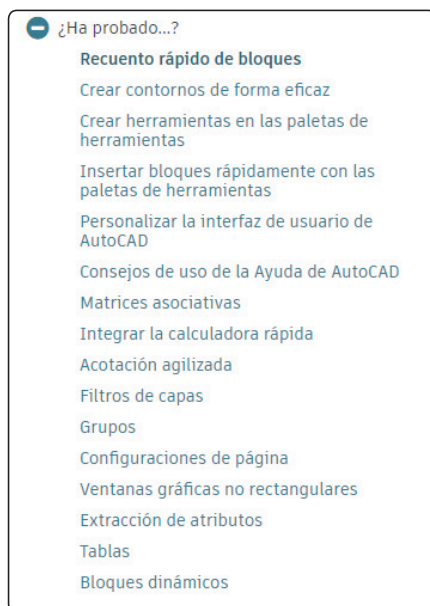 ¿Ha probado...?
Recuento rápido de bloques
Crear contornos de forma eficaz
Crear herramientas en las paletas de
herramientas
Insertar bloques rápidamente con las
paletas de herramientas
Personalizar la interfaz de usuario de
AutoCAD
Consejos de uso de la Ayuda de AutoCAD
Matrices asociativas
Integrar la calculadora rápida
Acotación agilizada
Filtros de capas
Grupos
Configuraciones de página
Ventanas gráficas no rectangulares
Extracción de atributos
Tablas
Bloques dinámicos